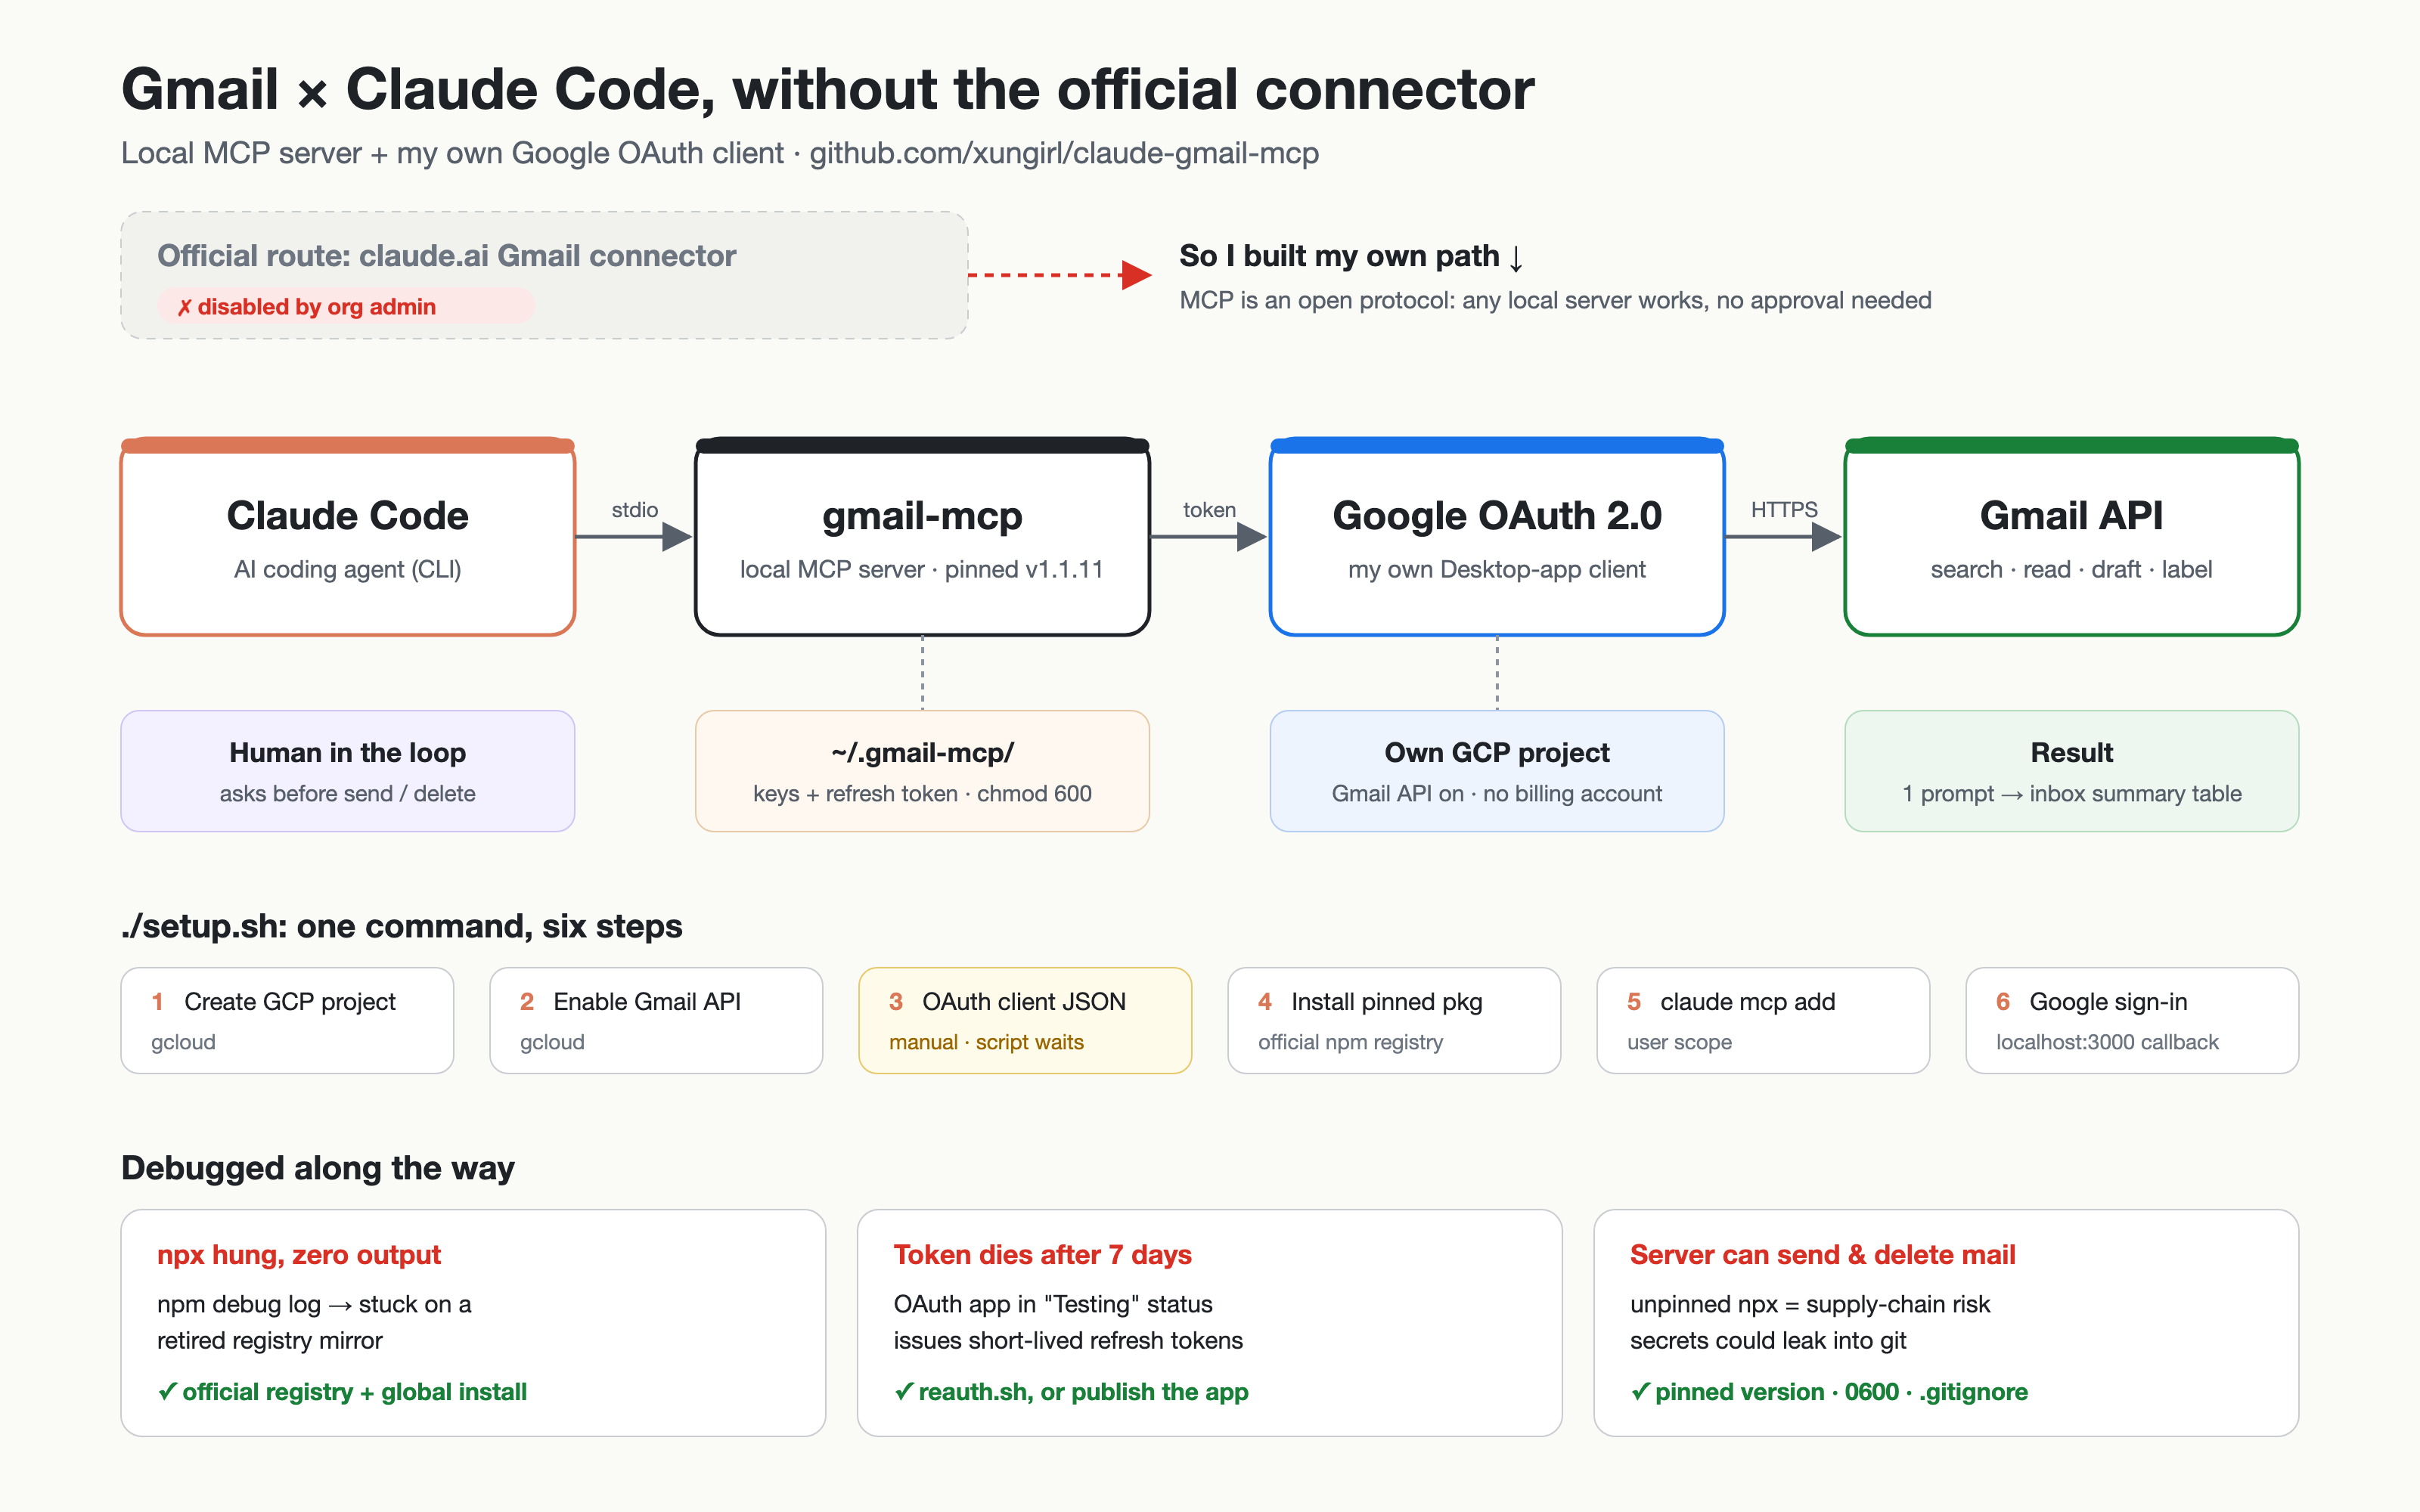 Gmail × Claude Code, without the official connector
Local MCP server + my own Google OAuth client · github.com/xungirl/claude-gmail-mcp
Official route: claude.ai Gmail connector
✗ disabled by org admin
So I built my own path ↓
MCP is an open protocol: any local server works, no approval needed
Claude Code
AI coding agent (CLI)
stdio
gmail-mcp
local MCP server · pinned v1.1.11
token
Google OAuth 2.0
my own Desktop-app client
HTTPS
Gmail API
search · read · draft · label
Human in the loop
asks before send / delete
~/.gmail-mcp/
keys + refresh token · chmod 600
Own GCP project
Gmail API on · no billing account
Result
1 prompt → inbox summary table
./setup.sh: one command, six steps
1 Create GCP project
gcloud
2 Enable Gmail API
gcloud
3 OAuth client JSON
manual · script waits
4 Install pinned pkg
official npm registry
5 claude mcp add
user scope
6 Google sign-in
localhost:3000 callback
Debugged along the way
npx hung, zero output
npm debug log → stuck on a
retired registry mirror
✓ official registry + global install
Token dies after 7 days
OAuth app in "Testing" status
issues short-lived refresh tokens
✓ reauth.sh, or publish the app
Server can send & delete mail
unpinned npx = supply-chain risk
secrets could leak into git
✓ pinned version · 0600 · .gitignore